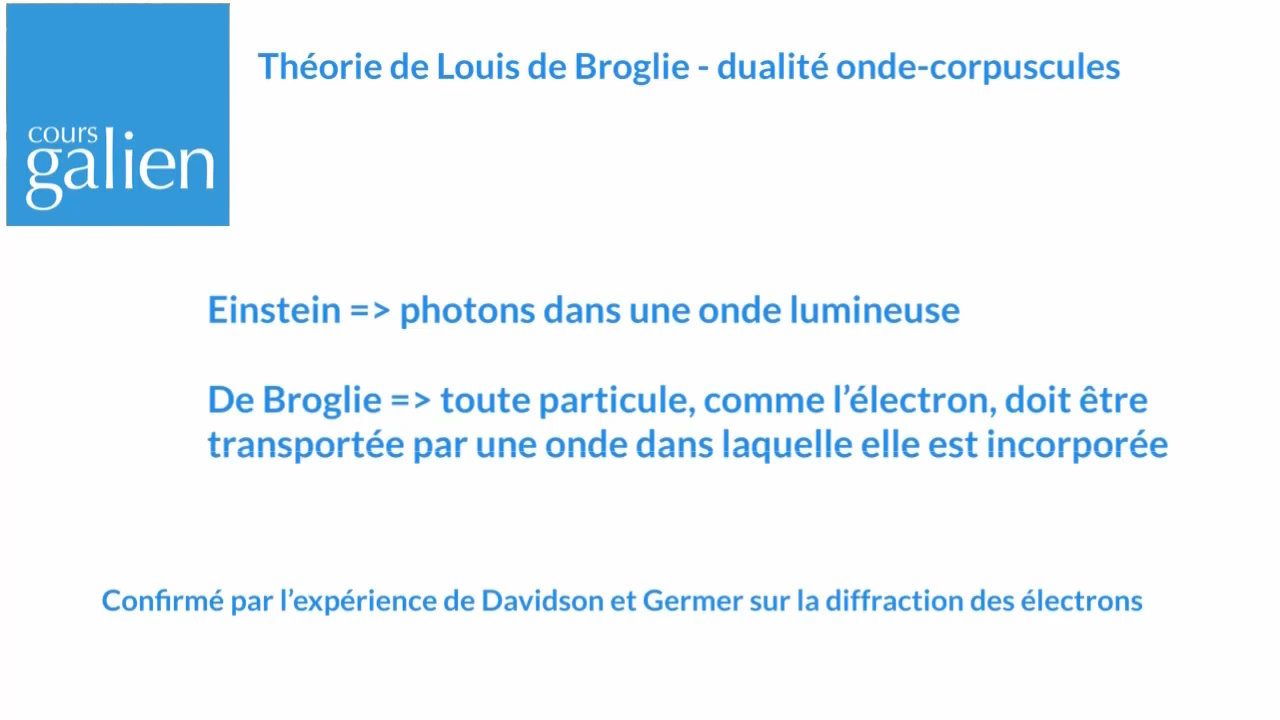 Théorie de Louis de Broglie - dualité onde-corpuscules
cours
galien
Einstein => photons dans une onde lumineuse
De Broglie => toute particule, comme l’électron, doit être
transportée par une onde dans laquelle elle est incorporée
Confirmé par l’expérience de Davidson et Germer sur la diffraction des électrons